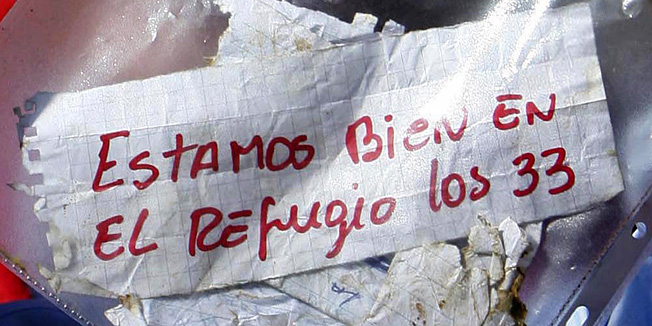 ESTAMOS BiEN EN
EL REfugio los 33